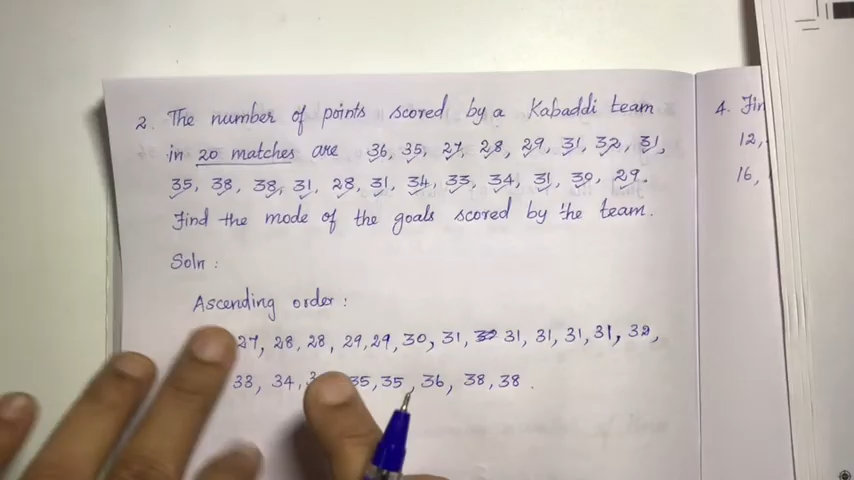 2. The number of points scored by a Kabaddi team
in 20 matches are 36, 35, 27, 28, 29, 31, 32, 31,
35, 38, 38, 31, 28, 31, 34, 33, 34, 31, 30, 29.
Find the mode of the goals scored by the team.
Soln :
Ascending order :
27, 28, 28, 29, 29, 30, 31, 31, 31, 31, 31, 32,
33, 34, 35, 35, 36, 38, 38.
4. Fin
12,
16,